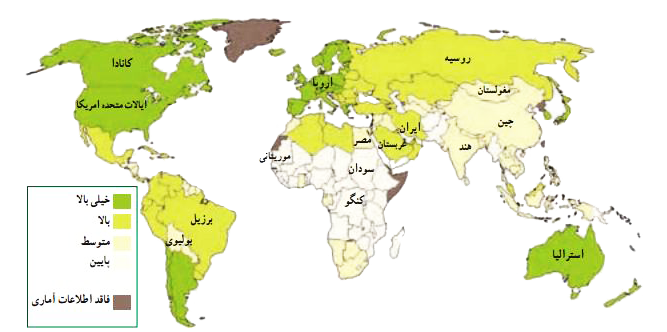 کانادا
ایالات متحده امریکا
اروپا
روسیه
مغولستان
چین
ایران
عربستان
مصر
هند
موریتانی
سودان
کنگو
برزیل
بولیوی
استرالیا
خیلی بالا
بالا
متوسط
پایین
فاقد اطلاعات آماری